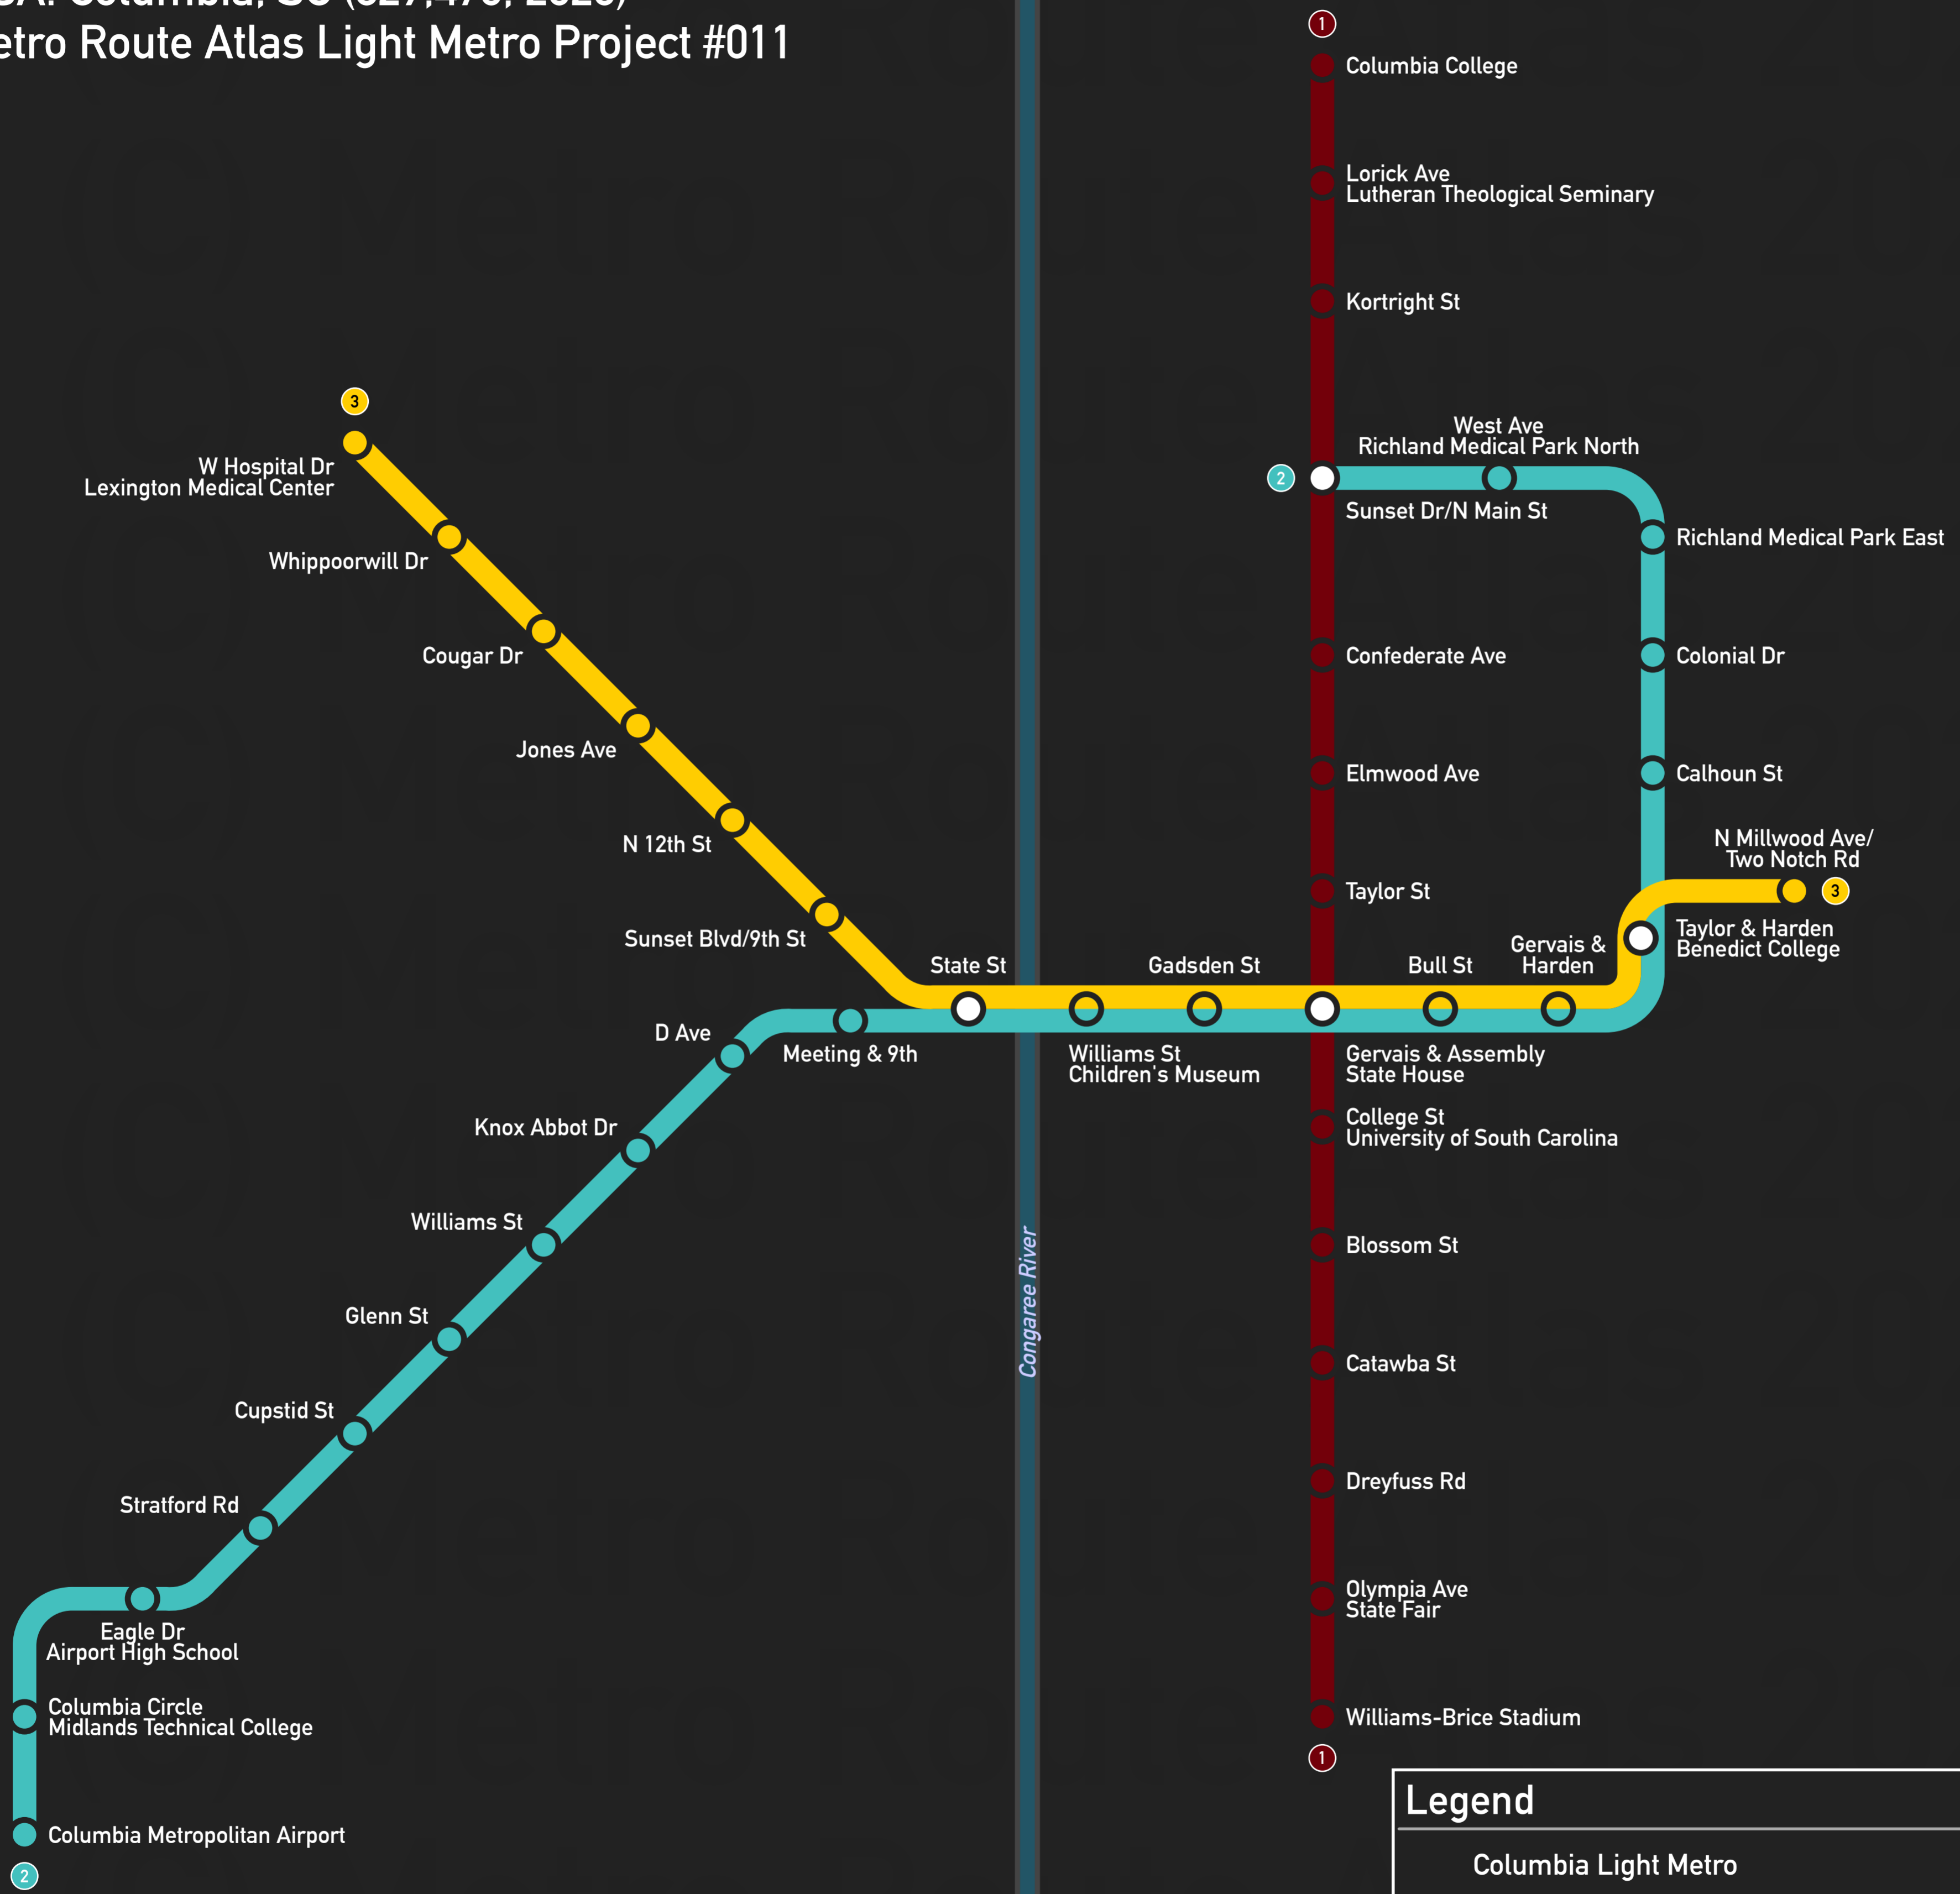 etro Route Atlas Light Metro Project #011
1
Columbia College
Lorick Ave
Lutheran Theological Seminary
Kortright St
3
W Hospital Dr
Lexington Medical Center
West Ave
Richland Medical Park North
2
Sunset Dr/N Main St
Whippoorwill Dr
Richland Medical Park East
Cougar Dr
Confederate Ave
Colonial Dr
Jones Ave
Elmwood Ave
Calhoun St
N 12th St
N Millwood Ave/
Two Notch Rd
3
Taylor St
Sunset Blvd/9th St
Taylor & Harden
Benedict College
State St
Gadsden St
Bull St
Gervais &
Harden
D Ave
Meeting & 9th
Williams St
Children's Museum
Gervais & Assembly
State House
Knox Abbot Dr
College St
University of South Carolina
Williams St
Blossom St
Congaree River
Glenn St
Catawba St
Cupstid St
Dreyfuss Rd
Stratford Rd
Olympia Ave
State Fair
Eagle Dr
Airport High School
Columbia Circle
Midlands Technical College
Williams-Brice Stadium
1
Columbia Metropolitan Airport
2
Legend
Columbia Light Metro